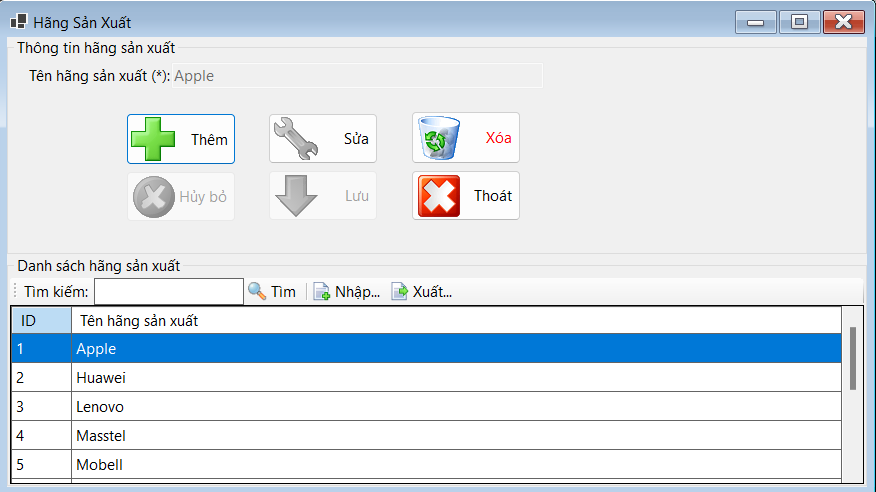 Hãng Sản Xuất
Thông tin hãng sản xuất
Tên hãng sản xuất (*): Apple
Thêm Sửa Xóa
Hủy bỏ Lưu Thoát
Danh sách hãng sản xuất
Tìm kiếm: Tìm Nhập... Xuất...
ID Tên hãng sản xuất
1 Apple
2 Huawei
3 Lenovo
4 Masstel
5 Mobell